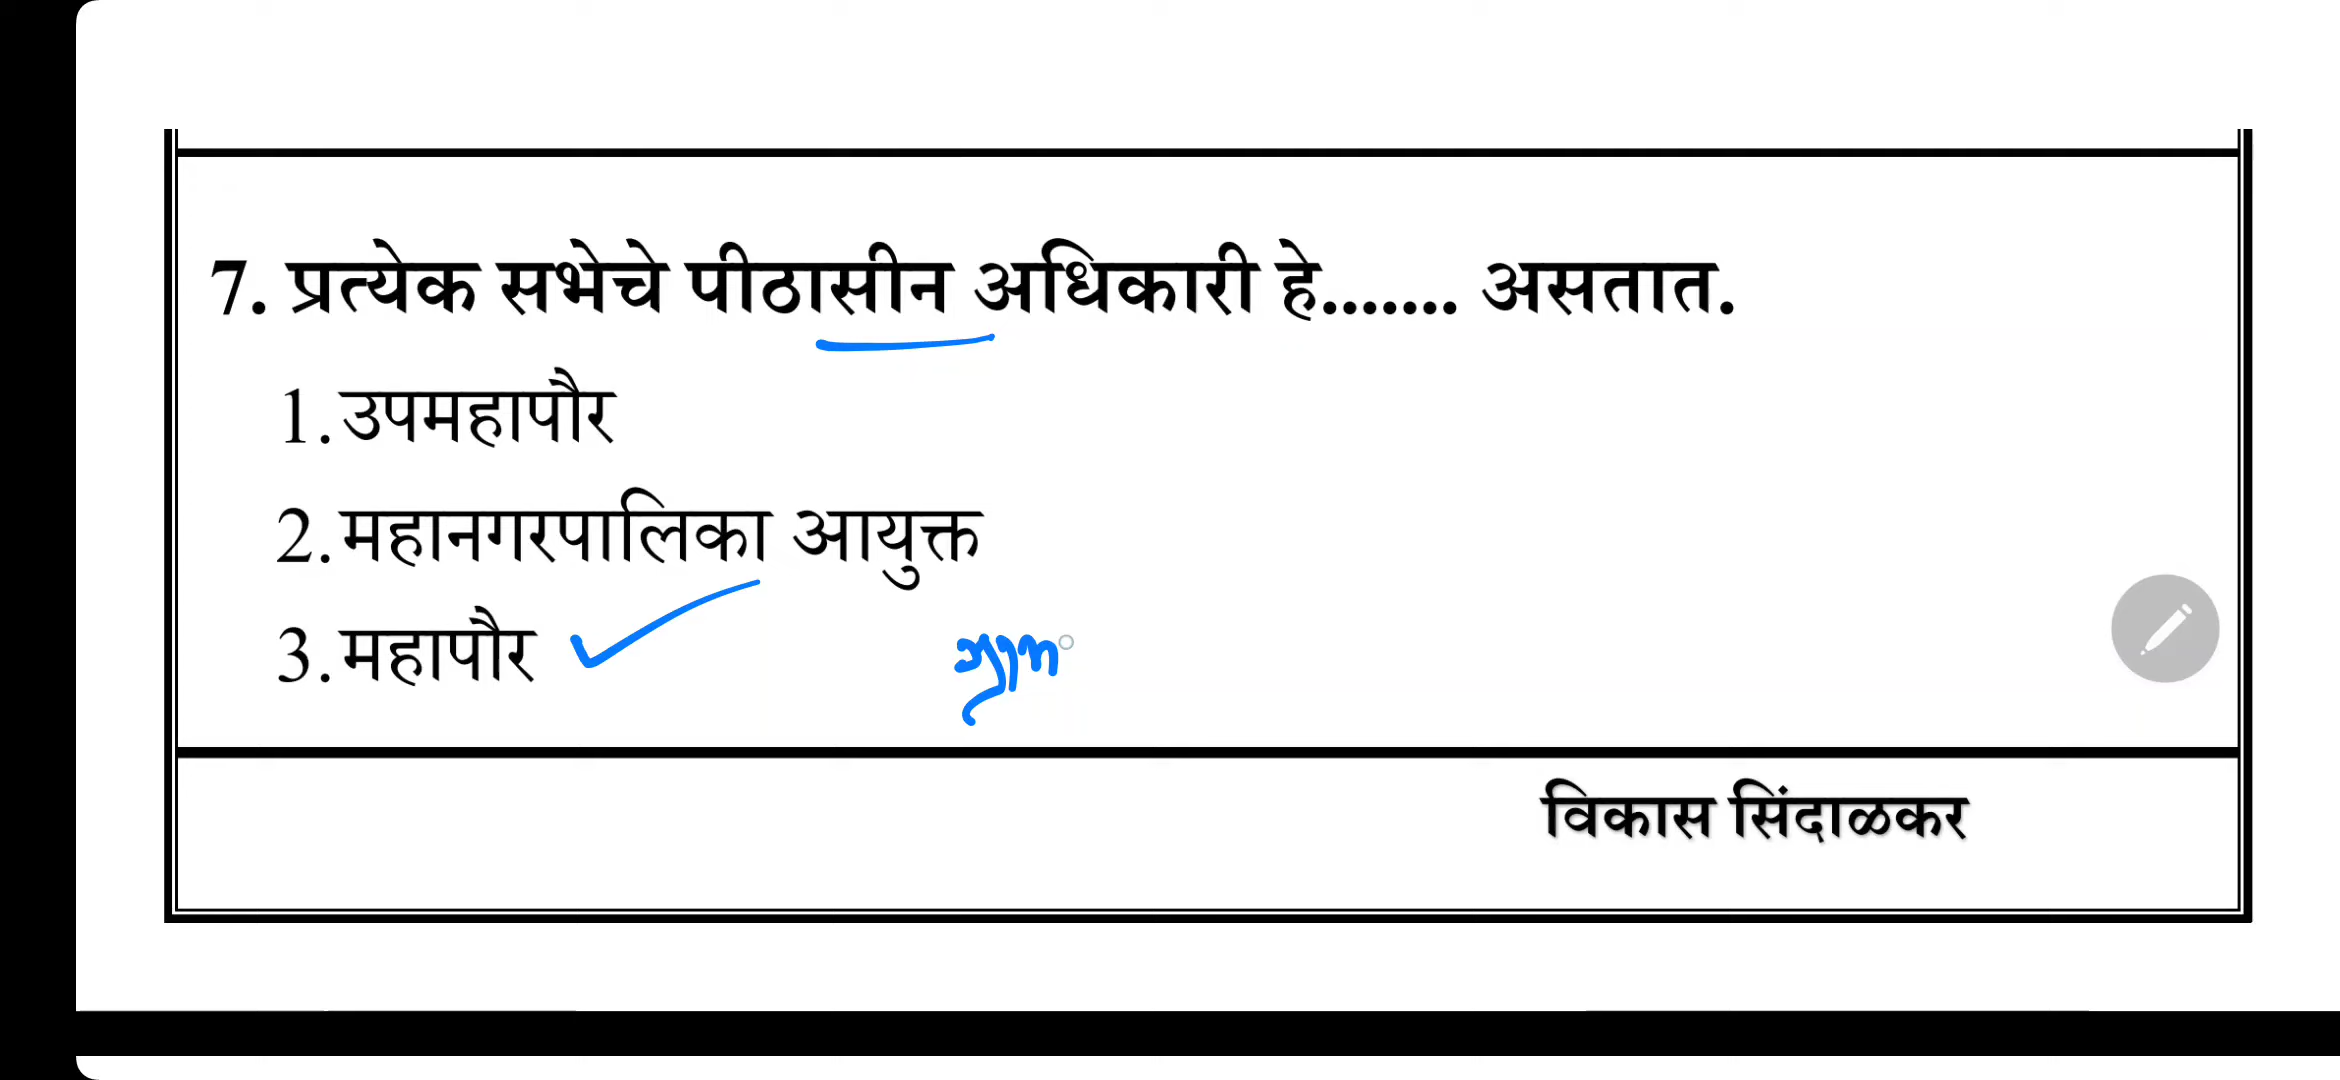 7. प्रत्येक सभेचे पीठासीन अधिकारी हे....... असतात.
1. उपमहापौर
2. महानगरपालिका आयुक्त
3. महापौर
विकास सिंदाळकर